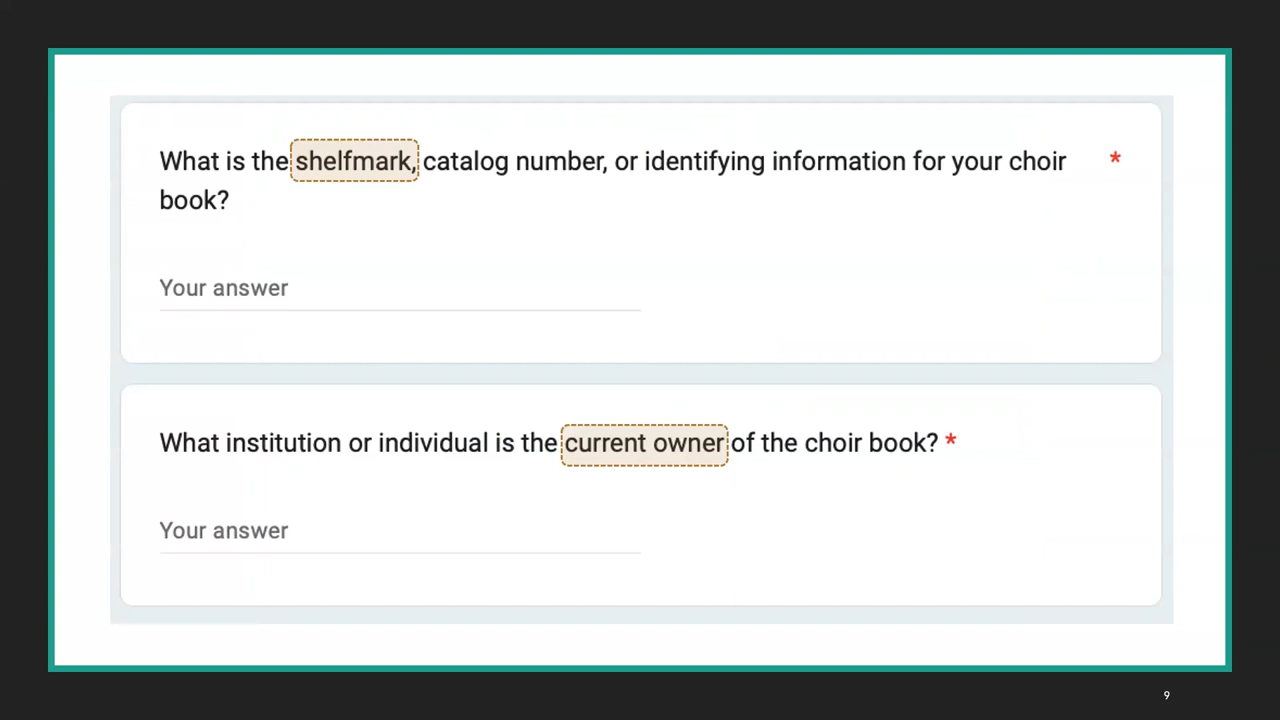 What is the shelfmark, catalog number, or identifying information for your choir *
book?
Your answer
What institution or individual is the current owner of the choir book? *
Your answer
9